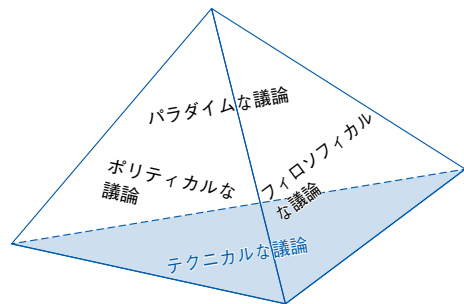 パラダイムな議論
ポリティカルな
議論
フィロソフィカル
な議論
テクニカルな議論